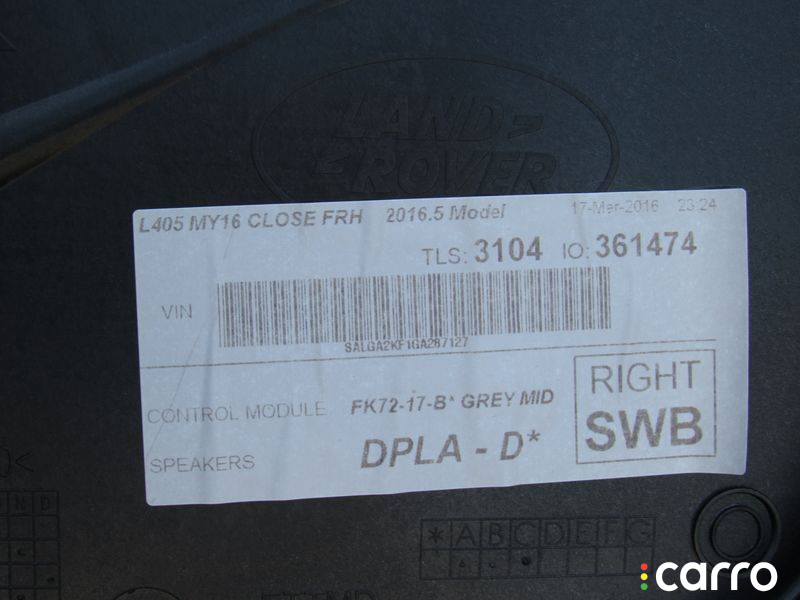 LAND
ROVER
L405 MY16 CLOSE FRH 2016.5 Model 17-Mar-2016 23:24
TLS: 3104 IO: 361474
VIN
SALGA2KF1GA287127
CONTROL MODULE FK72-17-B* GREY MID
RIGHT
SWB
SPEAKERS DPLA - D*
* A B C D E F G
carro